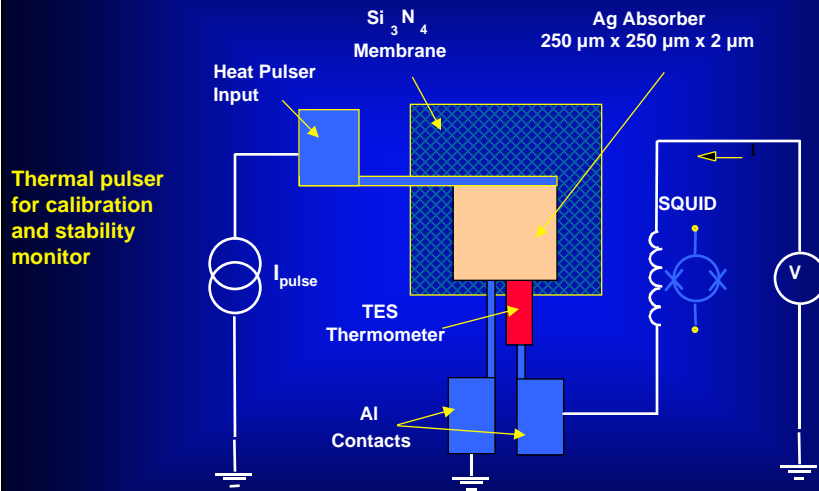 Si3N4
Membrane
Ag Absorber
250 µm x 250 µm x 2 µm
Heat Pulser
Input
Thermal pulser
for calibration
and stability
monitor
I
SQUID
Ipulse
V
TES
Thermometer
Al
Contacts